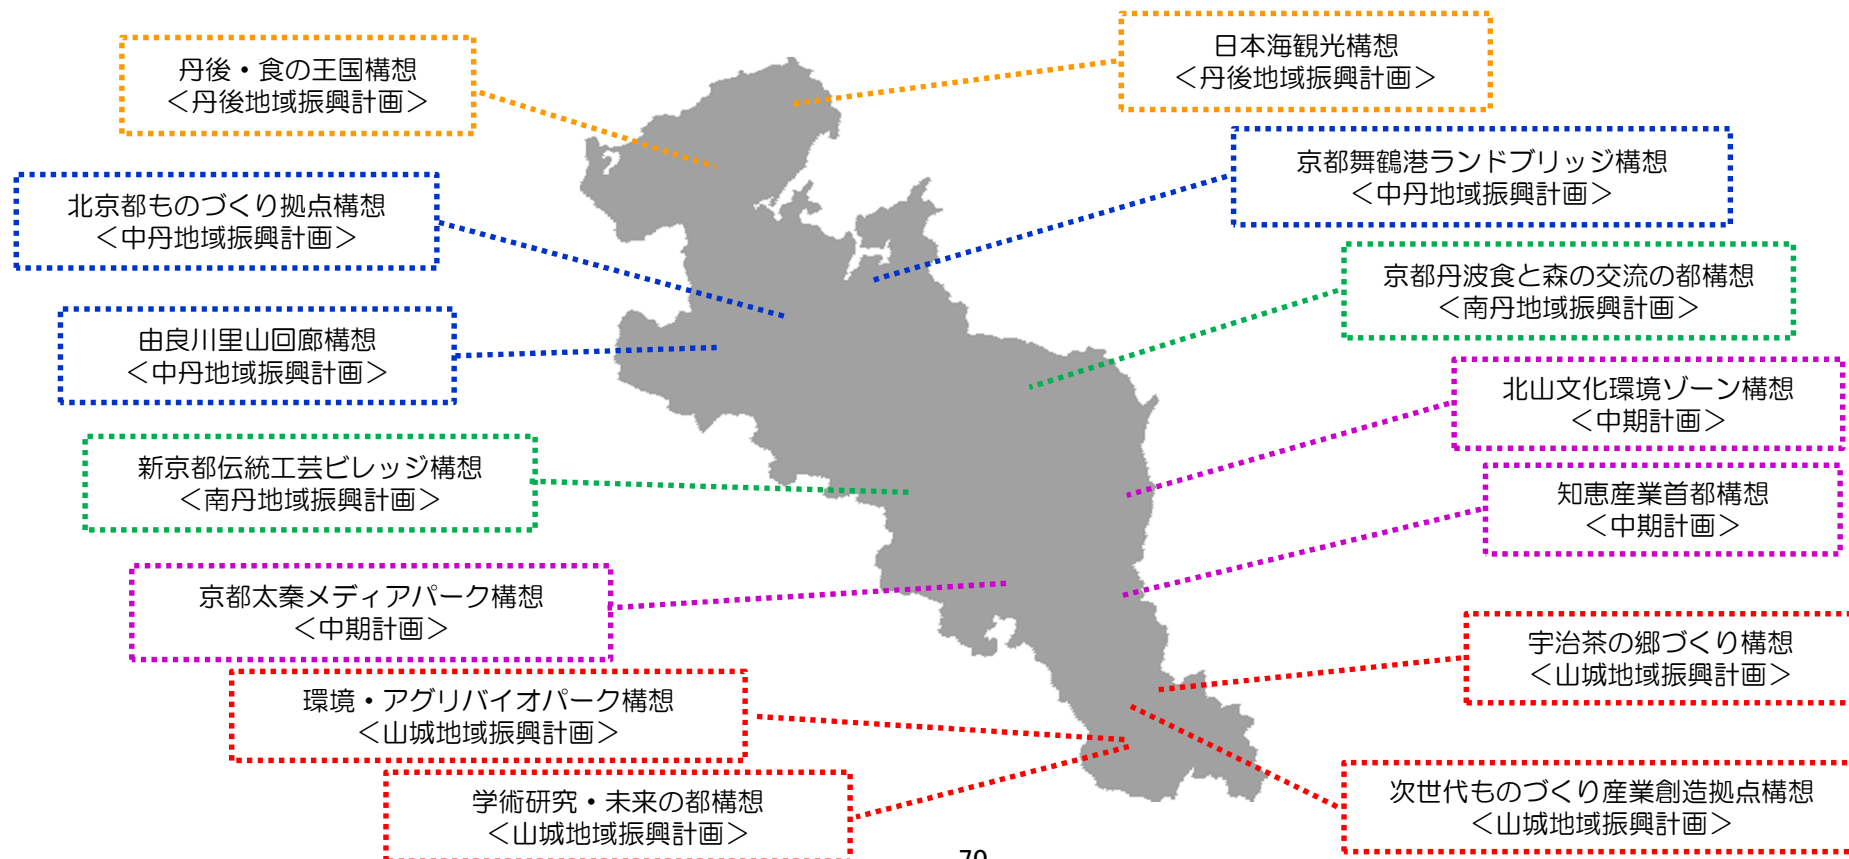 丹後・食の王国構想
＜丹後地域振興計画＞
日本海観光構想
＜丹後地域振興計画＞
北京都ものづくり拠点構想
＜中丹地域振興計画＞
京都舞鶴港ランドブリッジ構想
＜中丹地域振興計画＞
由良川里山回廊構想
＜中丹地域振興計画＞
京都丹波食と森の交流の都構想
＜南丹地域振興計画＞
北山文化環境ゾーン構想
＜中期計画＞
新京都伝統工芸ビレッジ構想
＜南丹地域振興計画＞
知恵産業首都構想
＜中期計画＞
京都太秦メディアパーク構想
＜中期計画＞
宇治茶の郷づくり構想
＜山城地域振興計画＞
環境・アグリバイオパーク構想
＜山城地域振興計画＞
学術研究・未来の都構想
＜山城地域振興計画＞
次世代ものづくり産業創造拠点構想
＜山城地域振興計画＞